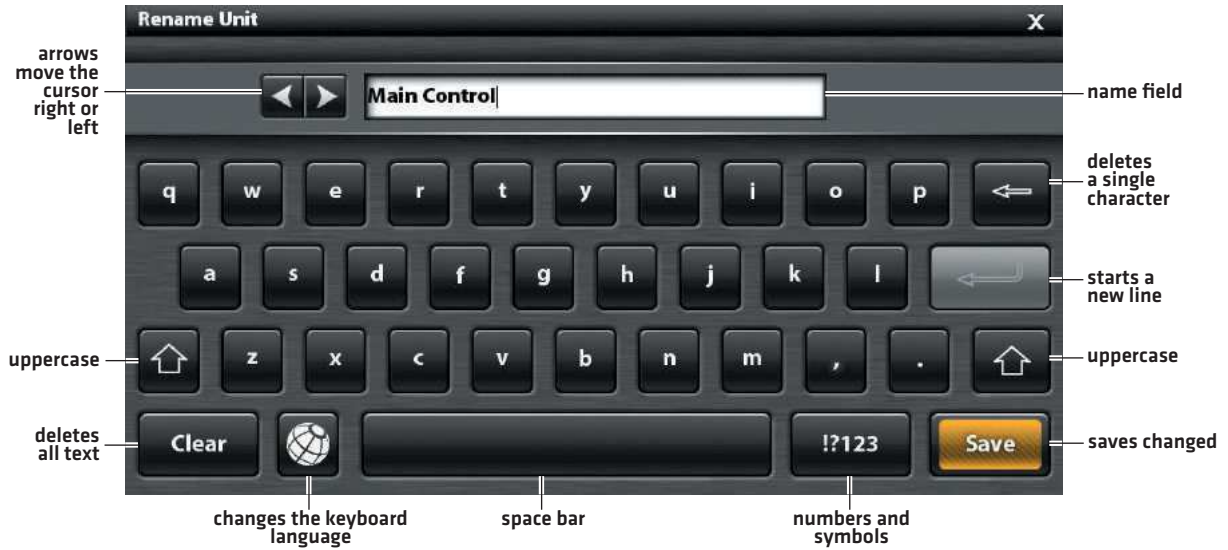 Rename Unit X
arrows
move the
cursor
right or
left
Main Control
name field
q w e r t y u i o p
deletes
a single
character
a s d f g h j k l
starts a
new line
uppercase
z x c v b n m , .
uppercase
deletes
all text
Clear
!?123
Save
saves changed
changes the keyboard
language
space bar
numbers and
symbols